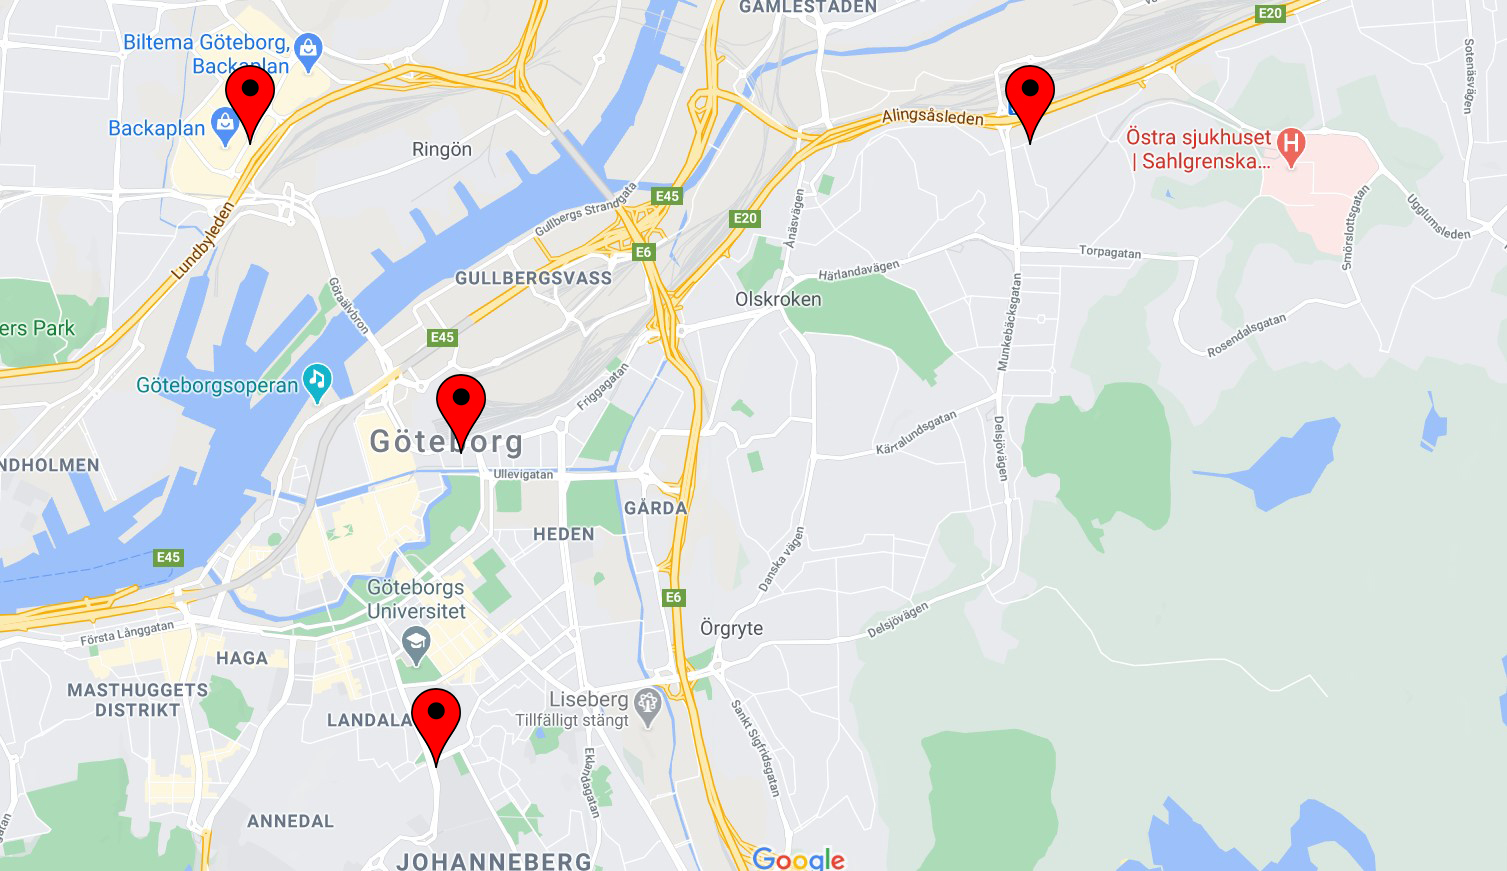 GAMLESTADEN
E20
Biltema Göteborg,
Backaplan
Sotenäsvägen
Backaplan
Alingsåsleden
Östra sjukhuset
| Sahlgrenska...
Ringön
E45
Gullbergs Strandgata
Ånäsvägen
E20
Smörslottsgatan
Ugglumsleden
Lundbyleden
E6
Torpagatan
Härlandavägen
GULLBERGSVASS
Götaälvbron
Olskroken
Munkebäcksgatan
ers Park
E45
Rosendalsgatan
Friggagatan
Göteborgsoperan
Göteborg
Kärralundsgatan
Delsjövägen
NDHOLMEN
Ullevigatan
GÅRDA
HEDEN
E45
Danska vägen
Göteborgs
Universitet
E6
Första Långgatan
Örgryte
Delsjövägen
HAGA
MASTHUGGETS
DISTRIKT
Liseberg
Tillfälligt stängt
LANDALA
Sankt Sigfridsgatan
Eklandagatan
ANNEDAL
gatan
JOHANNEBERG
Google